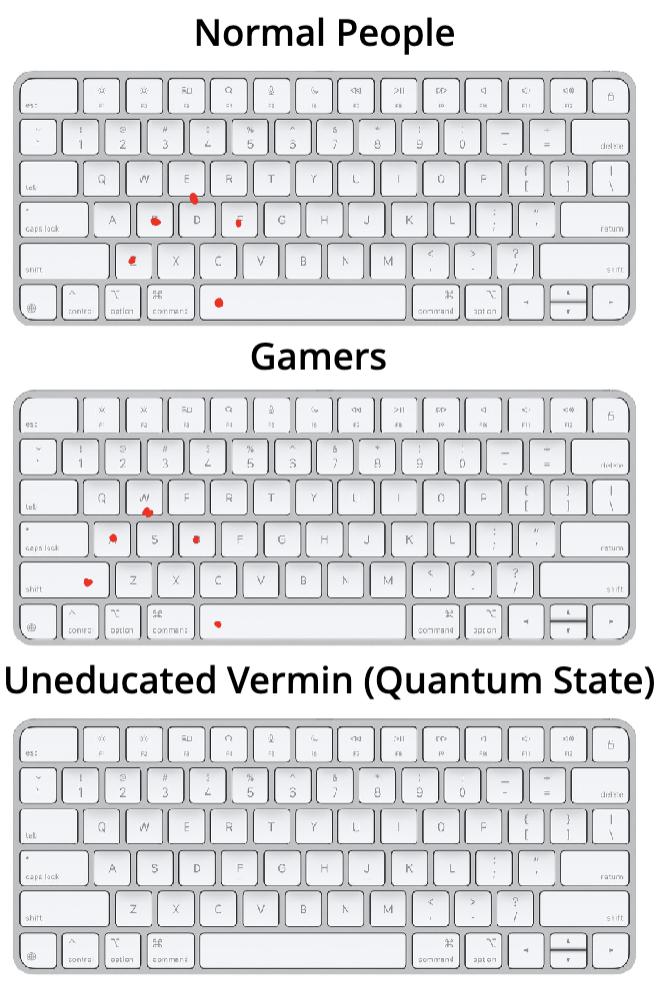 Normal People
esc F1 F2 F3 F4 F5 F6 F7 F8 F9 F10 F11 F12
1 2 3 4 5 6 7 8 9 0 - = delete
tab Q W E R T Y U I O P [ ] \
caps lock A D F G H J K L ; ' return
shift Z X C V B N M , . / shift
control option command command option
Gamers
esc F1 F2 F3 F4 F5 F6 F7 F8 F9 F10 F11 F12
1 2 3 4 5 6 7 8 9 0 - = delete
tab Q W E R T Y U I O P [ ] \
caps lock A S F G H J K L ; ' return
shift Z X C V B N M , . / shift
control option command command option
Uneducated Vermin (Quantum State)
esc F1 F2 F3 F4 F5 F6 F7 F8 F9 F10 F11 F12
1 2 3 4 5 6 7 8 9 0 - = delete
tab Q W E R T Y U I O P [ ] \
caps lock A S D F G H J K L ; ' return
shift Z X C V B N M , . / shift
control option command command option